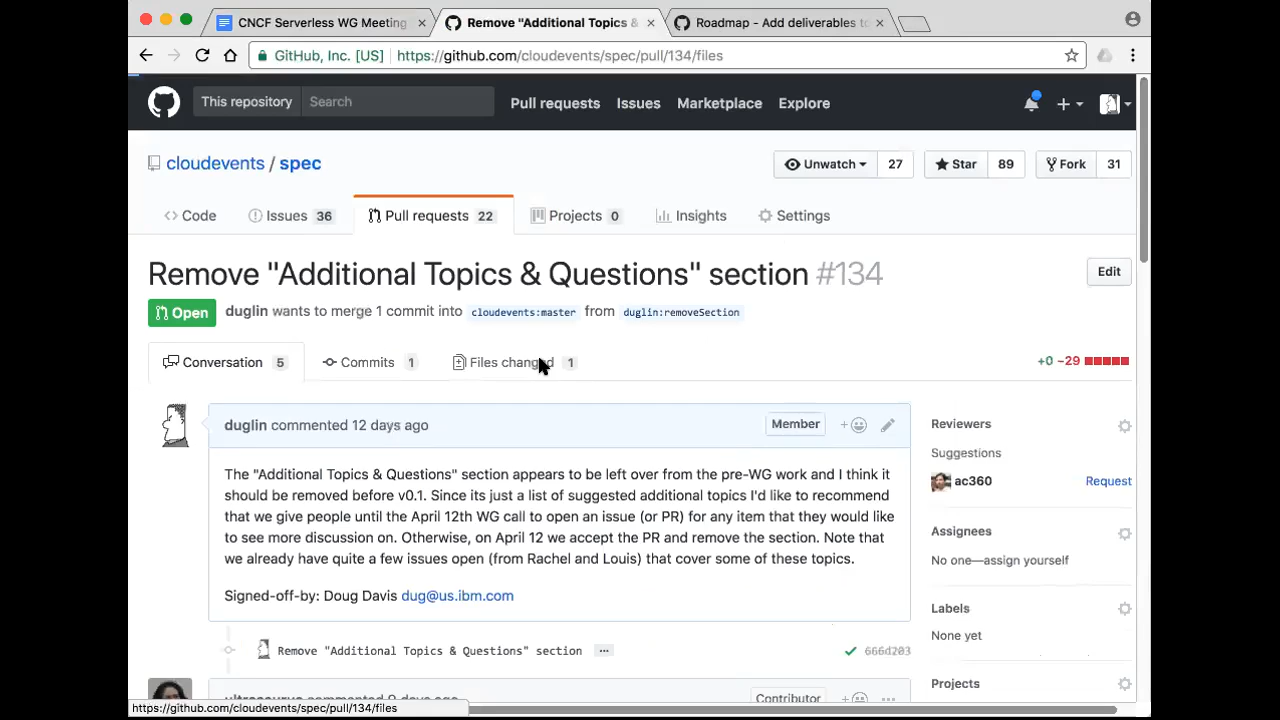 CNCF Serverless WG Meeting
Remove "Additional Topics &
Roadmap - Add deliverables to
GitHub, Inc. [US]
https://github.com/cloudevents/spec/pull/134/files
This repository
Search
Pull requests
Issues
Marketplace
Explore
cloudevents / spec
Unwatch 27
Star 89
Fork 31
Code
Issues 36
Pull requests 22
Projects 0
Insights
Settings
Remove "Additional Topics & Questions" section #134
Edit
Open
duglin wants to merge 1 commit into cloudevents:master from duglin:removeSection
Conversation 5
Commits 1
Files changed 1
+0 −29
duglin commented 12 days ago
Member
The "Additional Topics & Questions" section appears to be left over from the pre-WG work and I think it
should be removed before v0.1. Since its just a list of suggested additional topics I'd like to recommend
that we give people until the April 12th WG call to open an issue (or PR) for any item that they would like
to see more discussion on. Otherwise, on April 12 we accept the PR and remove the section. Note that
we already have quite a few issues open (from Rachel and Louis) that cover some of these topics.
Signed-off-by: Doug Davis dug@us.ibm.com
Remove "Additional Topics & Questions" section
666d203
ultrasaurus commented 9 days ago
Contributor
Reviewers
Suggestions
ac360
Request
Assignees
No one—assign yourself
Labels
None yet
Projects
https://github.com/cloudevents/spec/pull/134/files